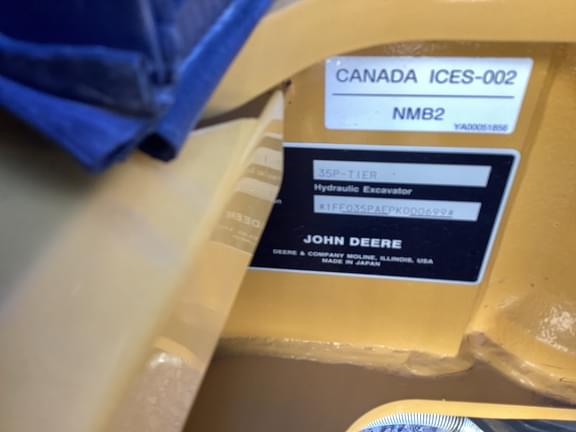 CANADA ICES-002
NMB2
YA00051856
35P-TIER
Hydraulic Excavator
*1FF035PAEPK000699*
JOHN DEERE
DEERE & COMPANY MOLINE, ILLINOIS, USA
MADE IN JAPAN